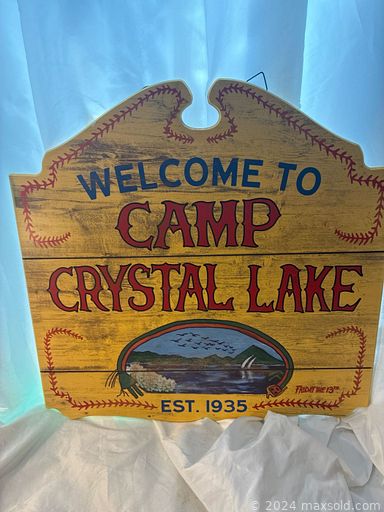 WELCOME TO
CAMP
CRYSTAL LAKE
FRIDAY THE 13TH
EST. 1935
© 2024 maxsold.com